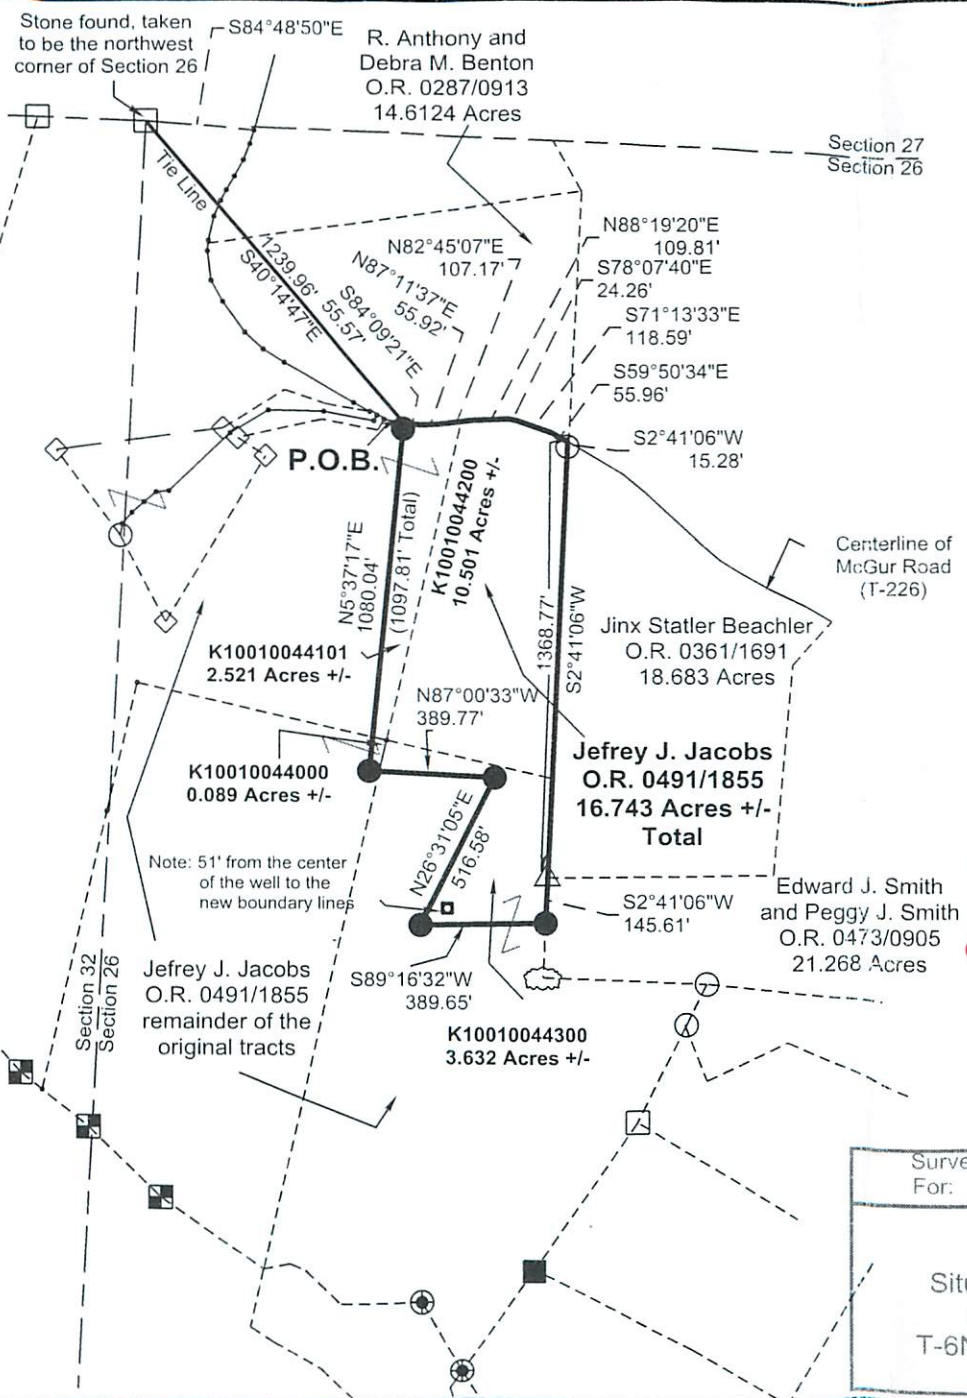 Stone found, taken
to be the northwest
corner of Section 26
S84°48'50"E
R. Anthony and
Debra M. Benton
O.R. 0287/0913
14.6124 Acres
Section 27
Section 26
Tie Line
1239.96'
S40°14'47"E
S84°09'21"E
55.57'
N87°11'37"E
55.92'
N82°45'07"E
107.17'
N88°19'20"E
109.81'
S78°07'40"E
24.26'
S71°13'33"E
118.59'
S59°50'34"E
55.96'
S2°41'06"W
15.28'
P.O.B.
K10010044200
10.501 Acres +/-
N5°37'17"E
1080.04'
(1097.81' Total)
Centerline of
McGur Road
(T-226)
1368.77'
S2°41'06"W
Jinx Statler Beachler
O.R. 0361/1691
18.683 Acres
K10010044101
2.521 Acres +/-
N87°00'33"W
389.77'
Jefrey J. Jacobs
O.R. 0491/1855
16.743 Acres +/-
Total
K10010044000
0.089 Acres +/-
Note: 51' from the center
of the well to the
new boundary lines
N26°31'05"E
516.58'
S2°41'06"W
145.61'
Edward J. Smith
and Peggy J. Smith
O.R. 0473/0905
21.268 Acres
Section 32
Section 26
Jefrey J. Jacobs
O.R. 0491/1855
remainder of the
original tracts
S89°16'32"W
389.65'
K10010044300
3.632 Acres +/-
Surve
For:
Situ
T-6N